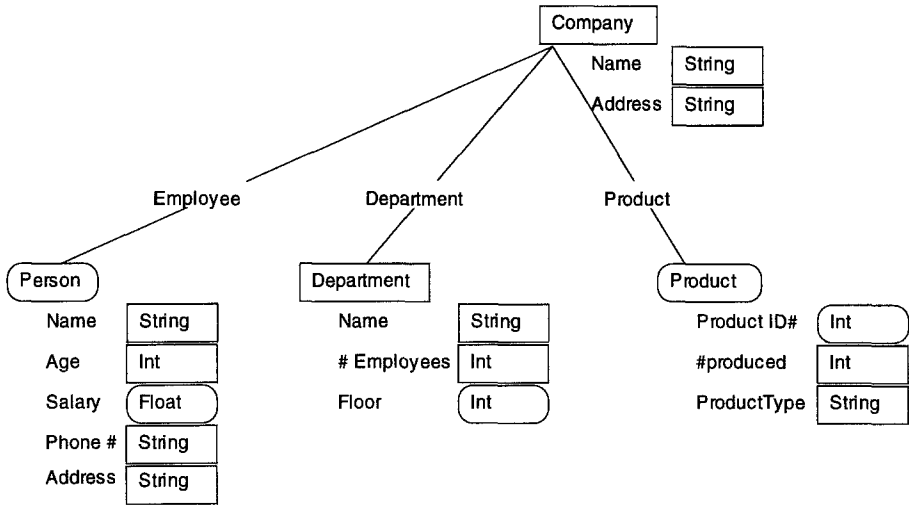 Company
Name String
Address String
Employee Department Product
Person Department Product
Name String Name String Product ID# Int
Age Int # Employees Int #produced Int
Salary Float Floor Int ProductType String
Phone # String
Address String